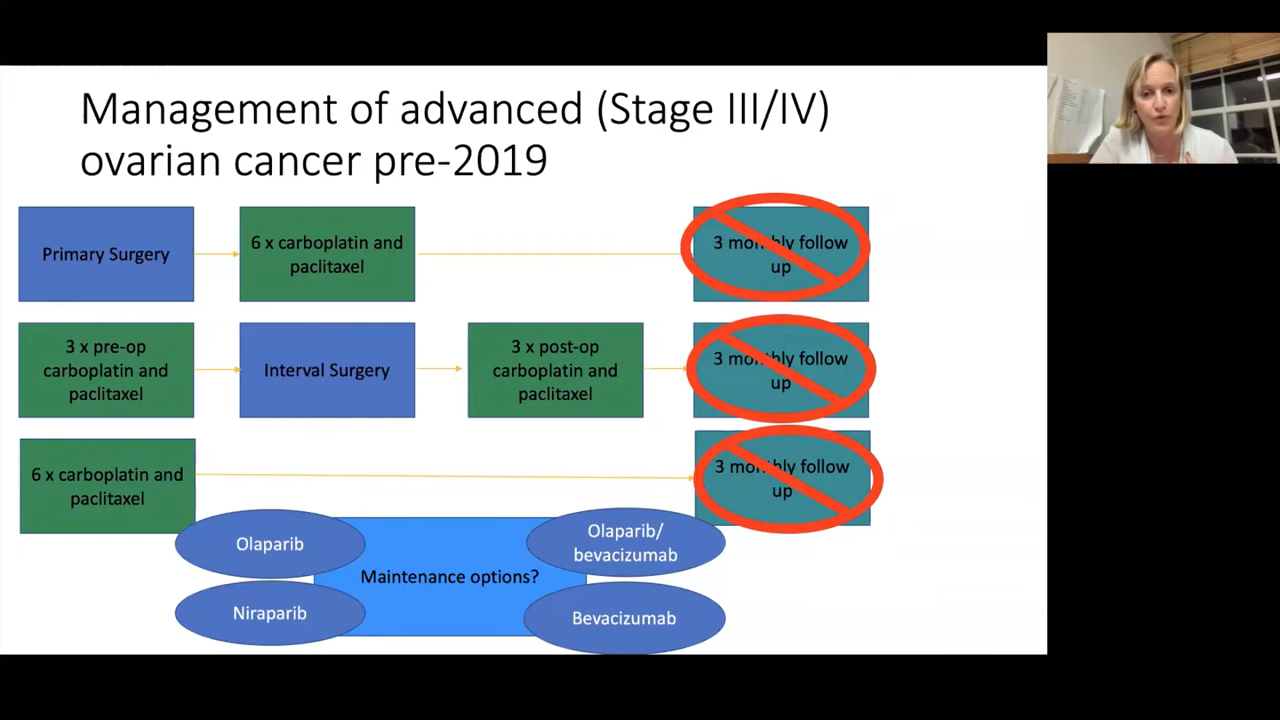 Management of advanced (Stage III/IV)
ovarian cancer pre-2019
Primary Surgery
6 x carboplatin and
paclitaxel
3 monthly follow
up
3 x pre-op
carboplatin and
paclitaxel
Interval Surgery
3 x post-op
carboplatin and
paclitaxel
3 monthly follow
up
6 x carboplatin and
paclitaxel
3 monthly follow
up
Olaparib
Niraparib
Maintenance options?
Olaparib/
bevacizumab
Bevacizumab